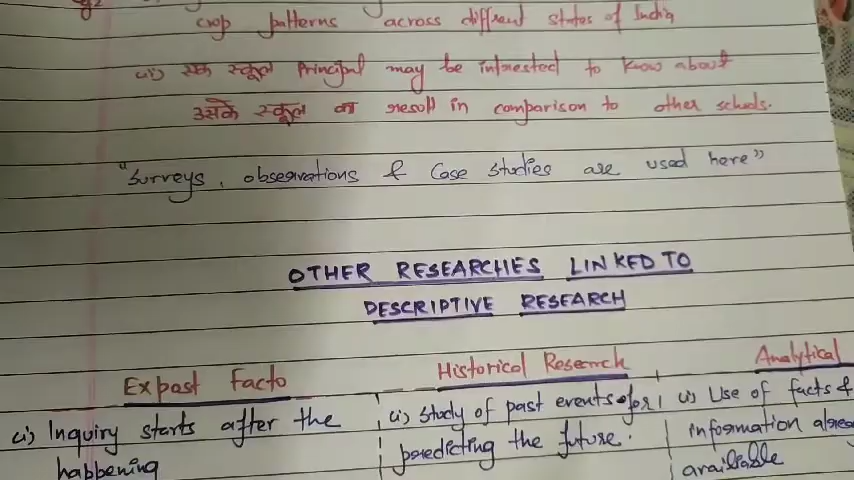 crop patterns across different states of India
(ii) एक स्कूल Principal may be interested to know about
उसके स्कूल का result in comparison to other schools.
"Surveys, observations & Case Studies are used here"
OTHER RESEARCHES LINKED TO
DESCRIPTIVE RESEARCH
Expost Facto
Historical Research
Analytical
(i) Inquiry starts after the
happening
(i) Study of past events for
predicting the future.
(i) Use of facts &
information alrea
available